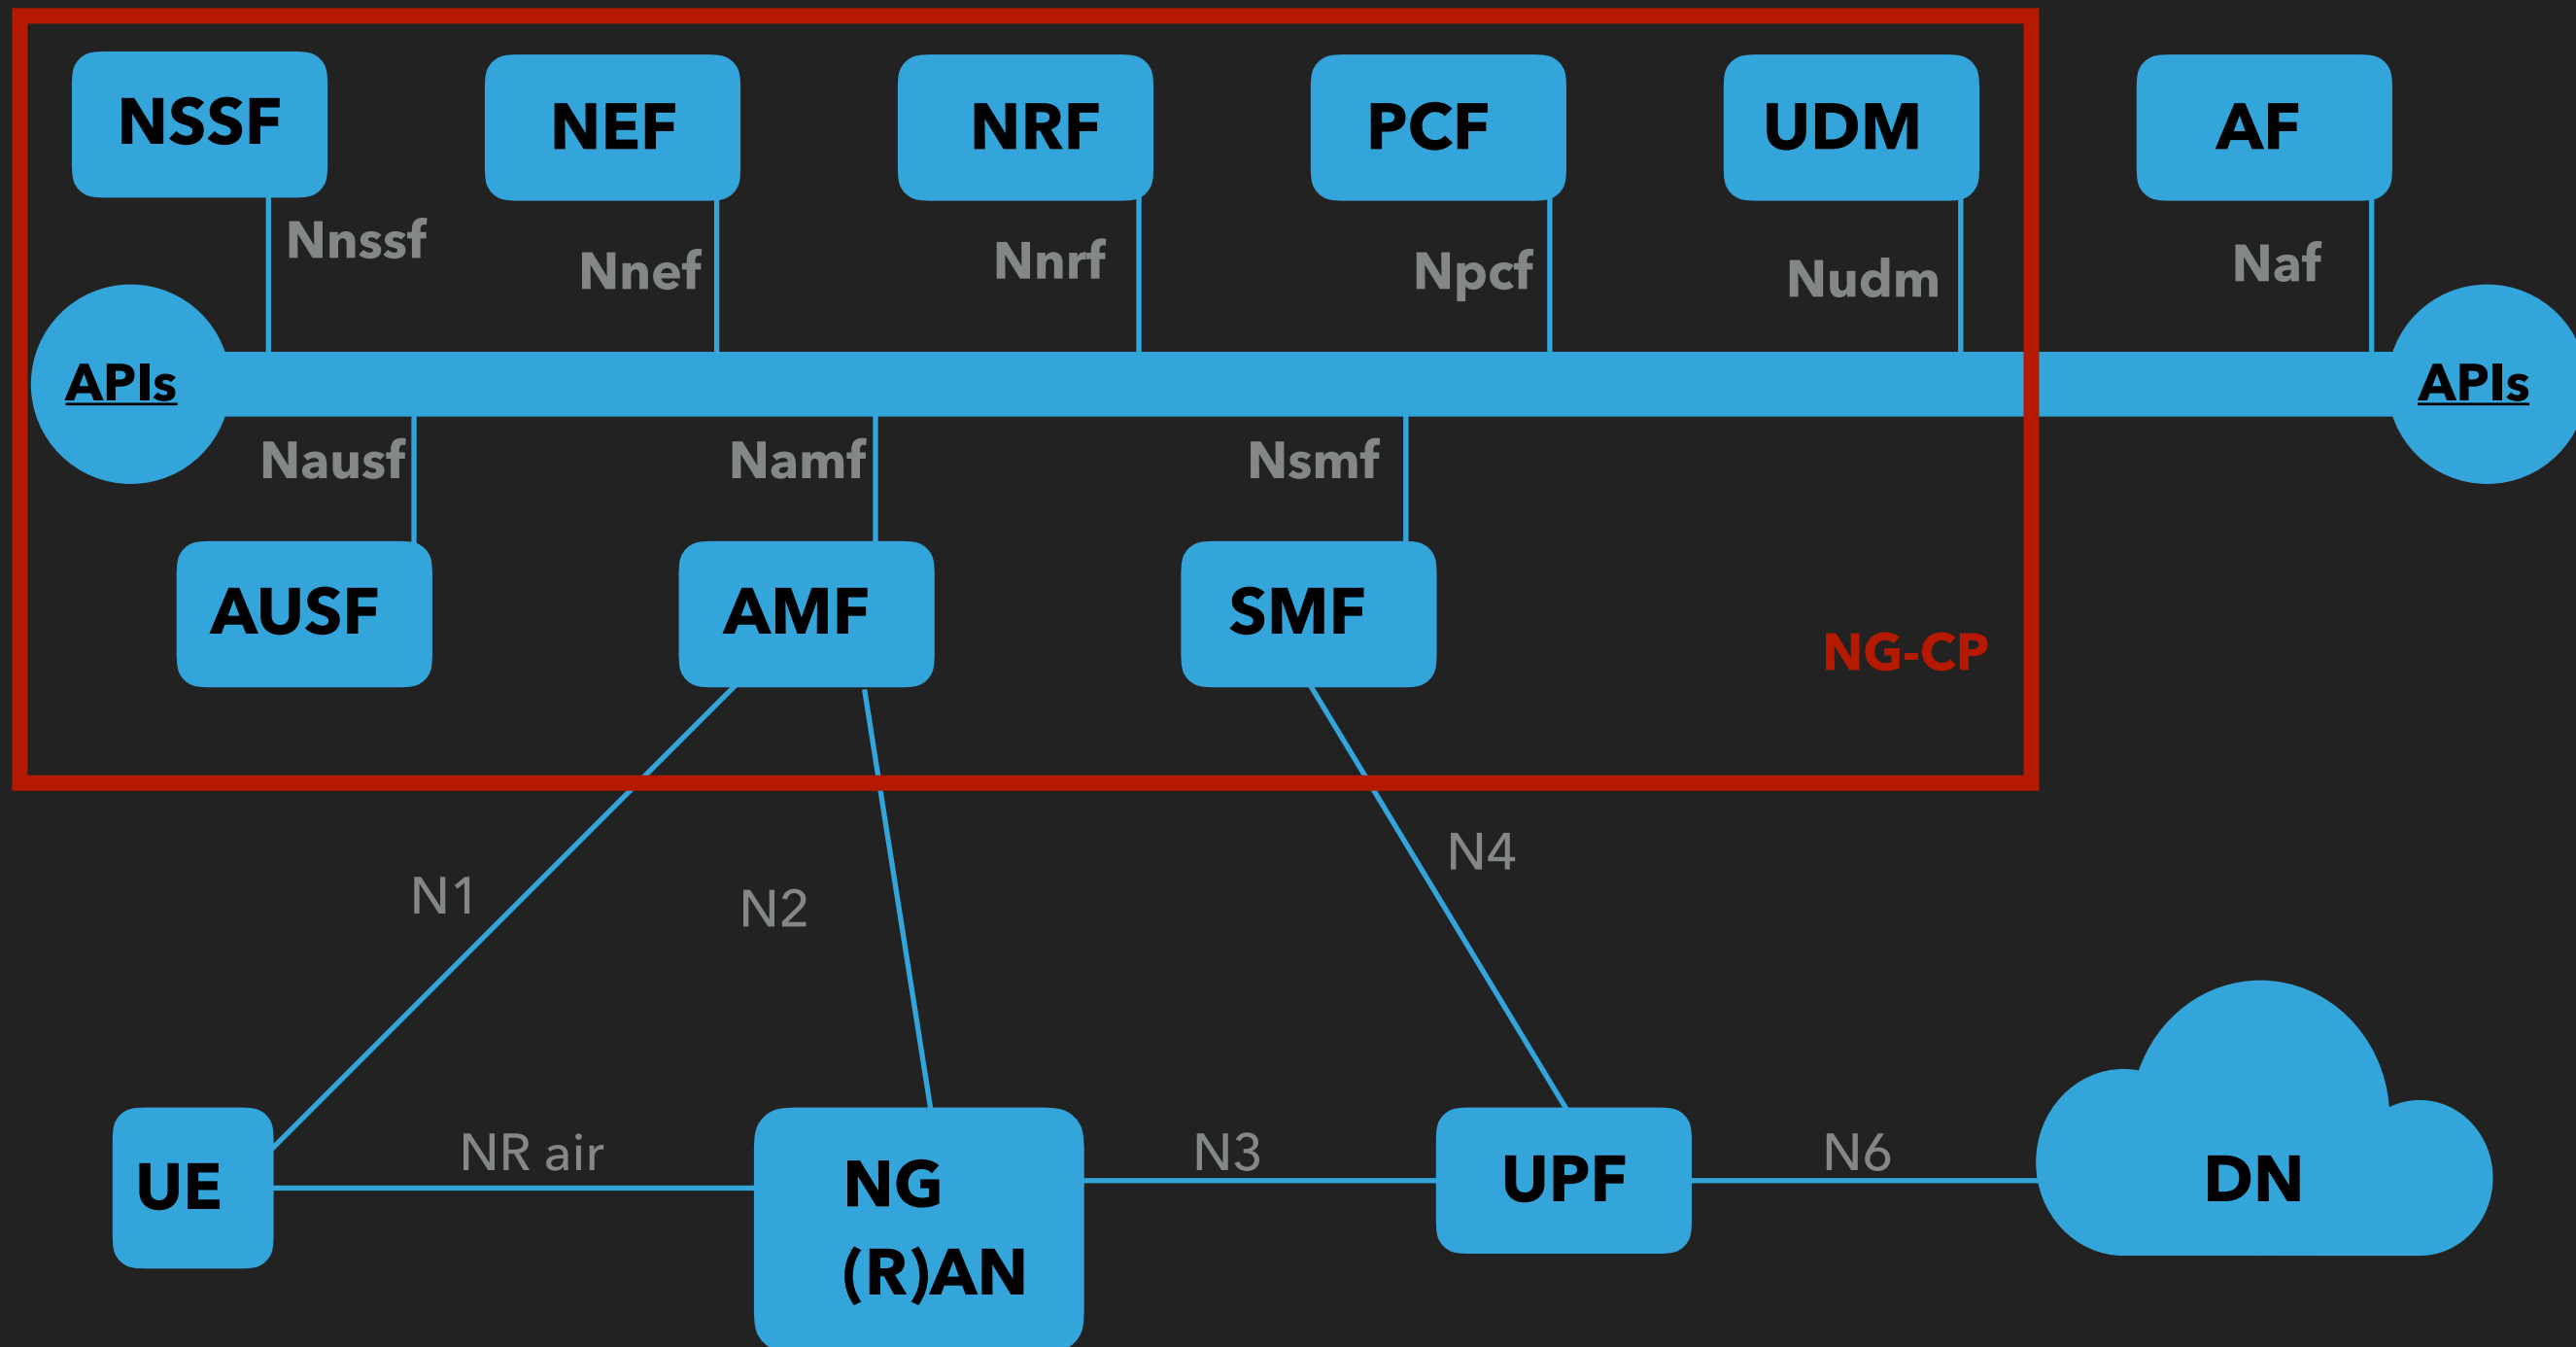 NSSF
NEF
NRF
PCF
UDM
AF
Nnssf
Nnef
Nnrf
Npcf
Nudm
Naf
APIs
APIs
Nausf
Namf
Nsmf
AUSF
AMF
SMF
NG-CP
N1
N2
N4
UE
NR air
NG
(R)AN
N3
UPF
N6
DN